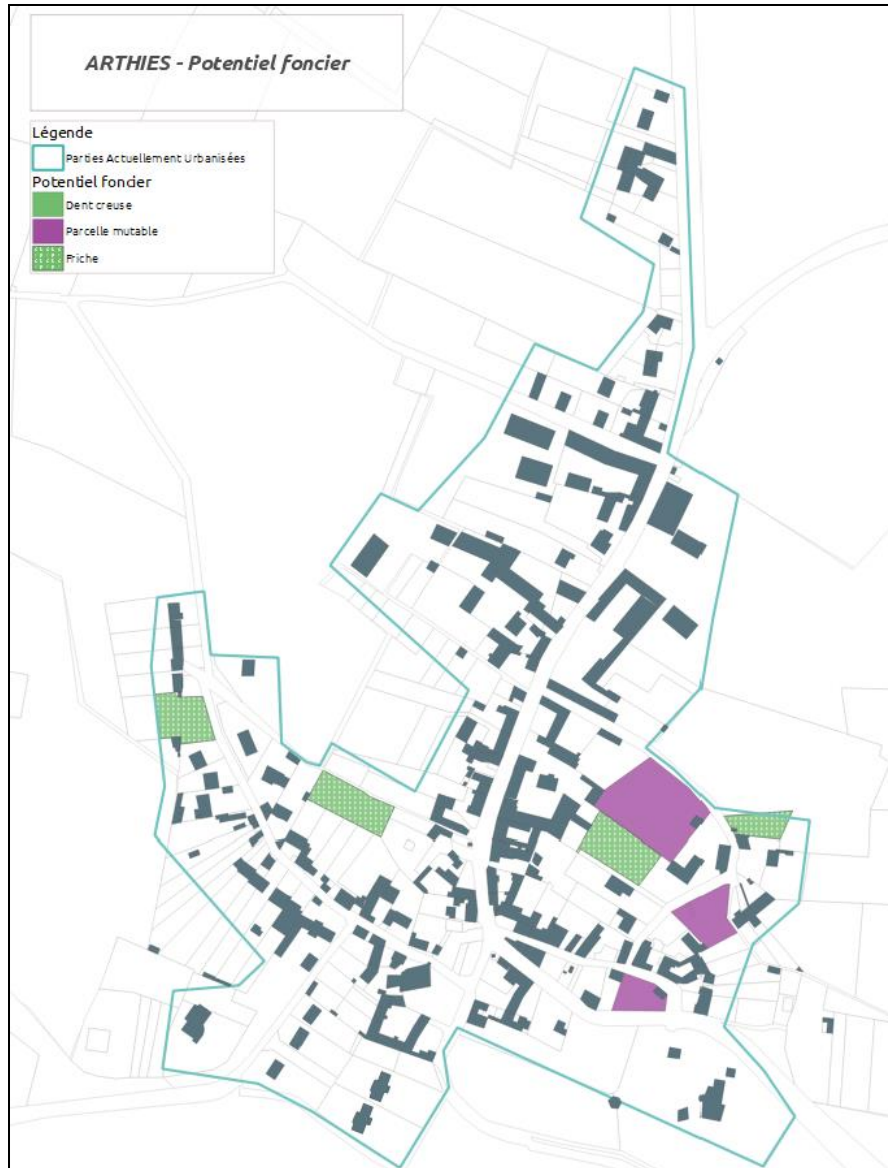 ARTHIES - Potentiel foncier
Légende
Parties Actuellement Urbanisées
Potentiel foncier
Dent creuse
Parcelle mutable
Friche